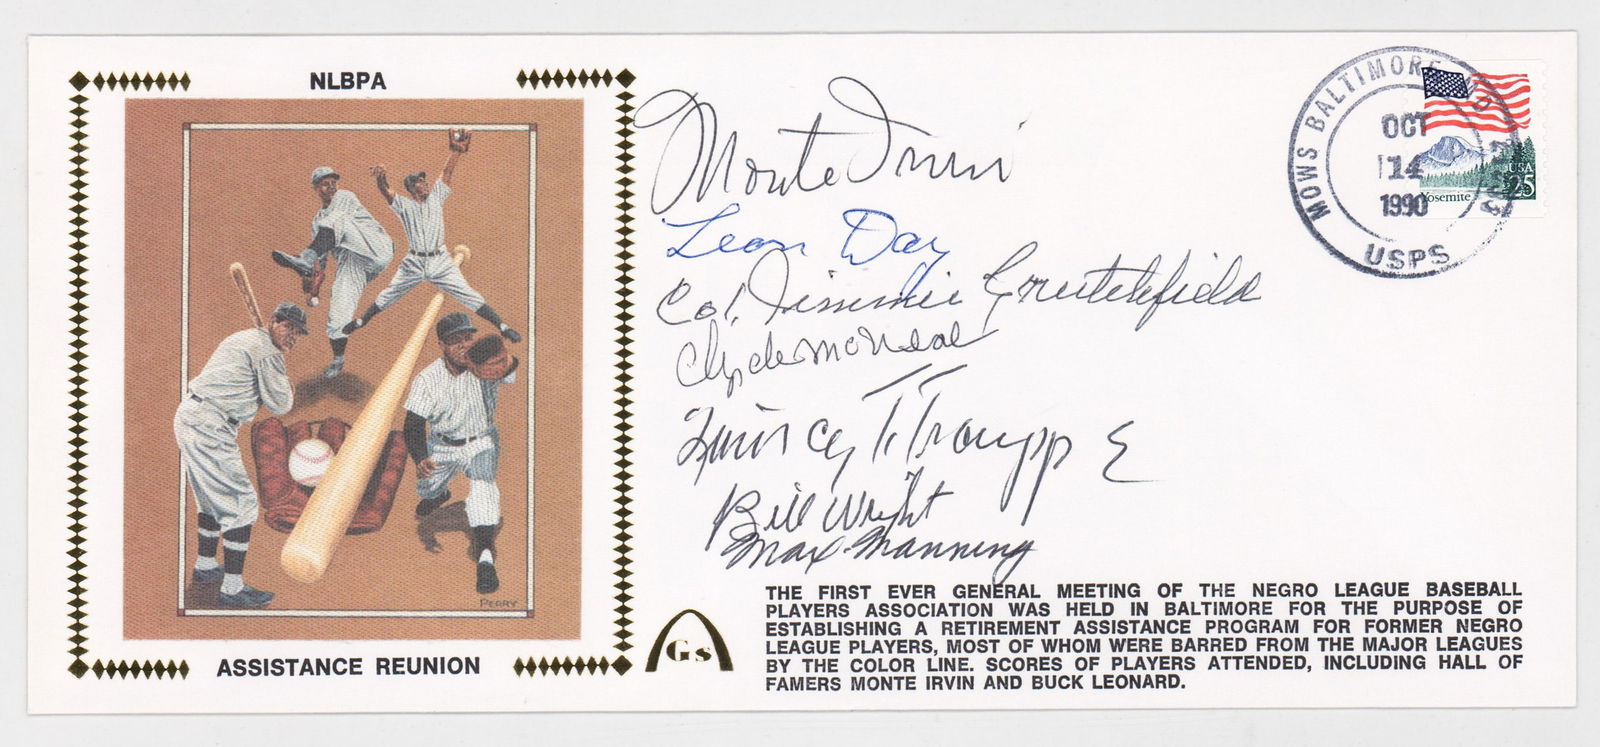 NLBPA
PERRY
ASSISTANCE REUNION
Monte Irvin
Leon Day
Col. Jimmie Crutchfield
Clyde McNeal
Quincy T. Trouppe
Bill Wright
Max Manning
Gs
THE FIRST EVER GENERAL MEETING OF THE NEGRO LEAGUE BASEBALL
PLAYERS ASSOCIATION WAS HELD IN BALTIMORE FOR THE PURPOSE OF
ESTABLISHING A RETIREMENT ASSISTANCE PROGRAM FOR FORMER NEGRO
LEAGUE PLAYERS, MOST OF WHOM WERE BARRED FROM THE MAJOR LEAGUES
BY THE COLOR LINE. SCORES OF PLAYERS ATTENDED, INCLUDING HALL OF
FAMERS MONTE IRVIN AND BUCK LEONARD.
MOWS BALTIMORE
OCT
14
1990
USPS
USA
25
Yosemite